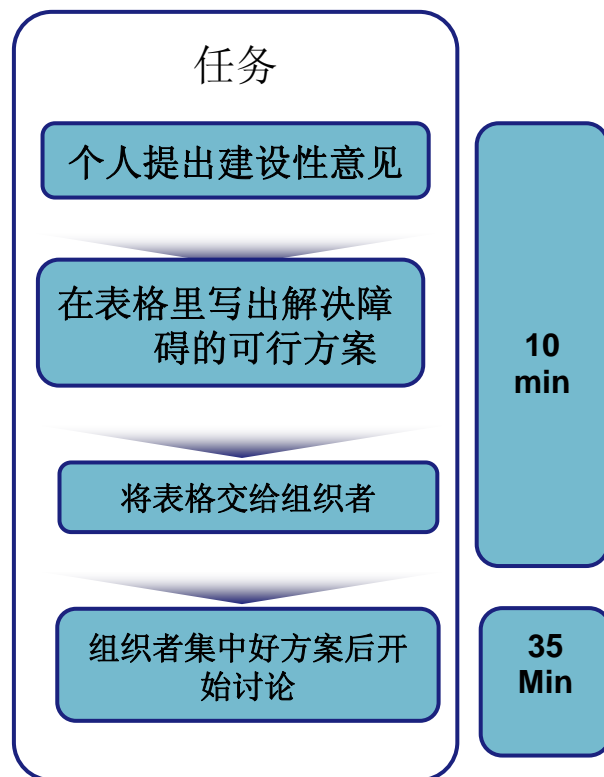 任务
个人提出建设性意见
在表格里写出解决障
碍的可行方案
将表格交给组织者
组织者集中好方案后开
始讨论
10
min
35
Min